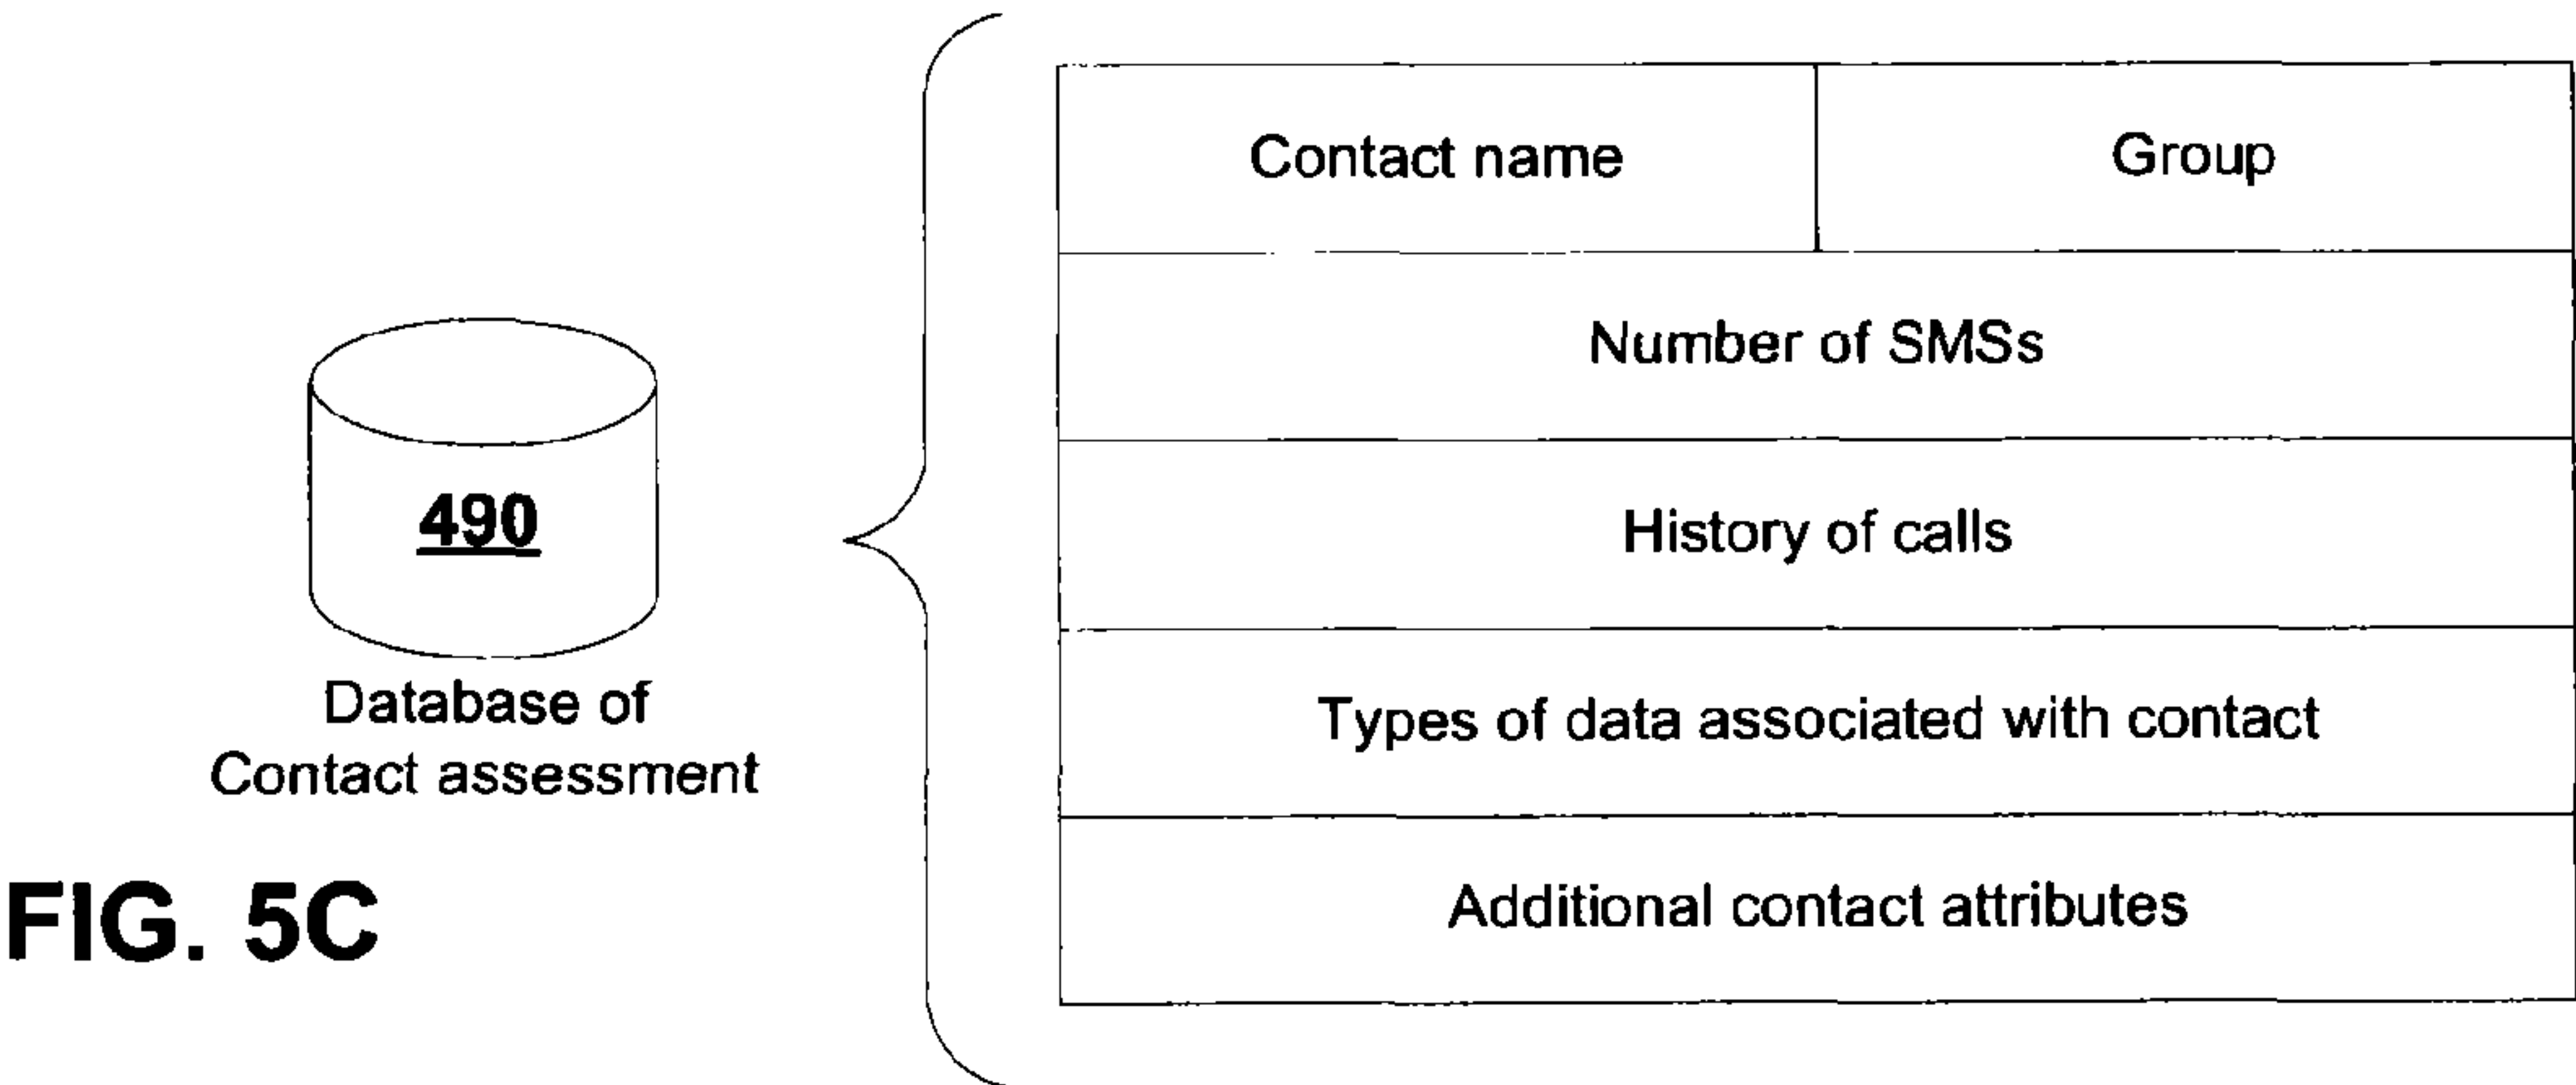 Contact name
Group
Number of SMSs
History of calls
Types of data associated with contact
Additional contact attributes
490
Database of
Contact assessment
FIG. 5C